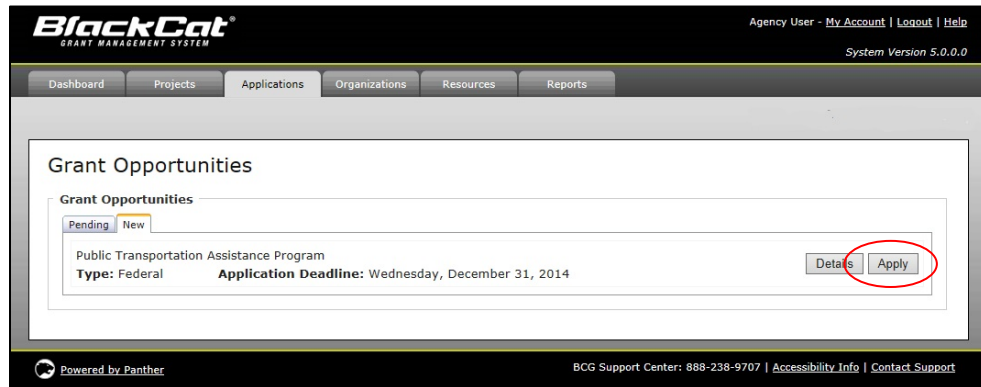 BlackCat®
GRANT MANAGEMENT SYSTEM
Agency User - My Account | Logout | Help
System Version 5.0.0.0
Dashboard Projects Applications Organizations Resources Reports
Grant Opportunities
Grant Opportunities
Pending New
Public Transportation Assistance Program
Type: Federal Application Deadline: Wednesday, December 31, 2014
Details Apply
Powered by Panther
BCG Support Center: 888-238-9707 | Accessibility Info | Contact Support